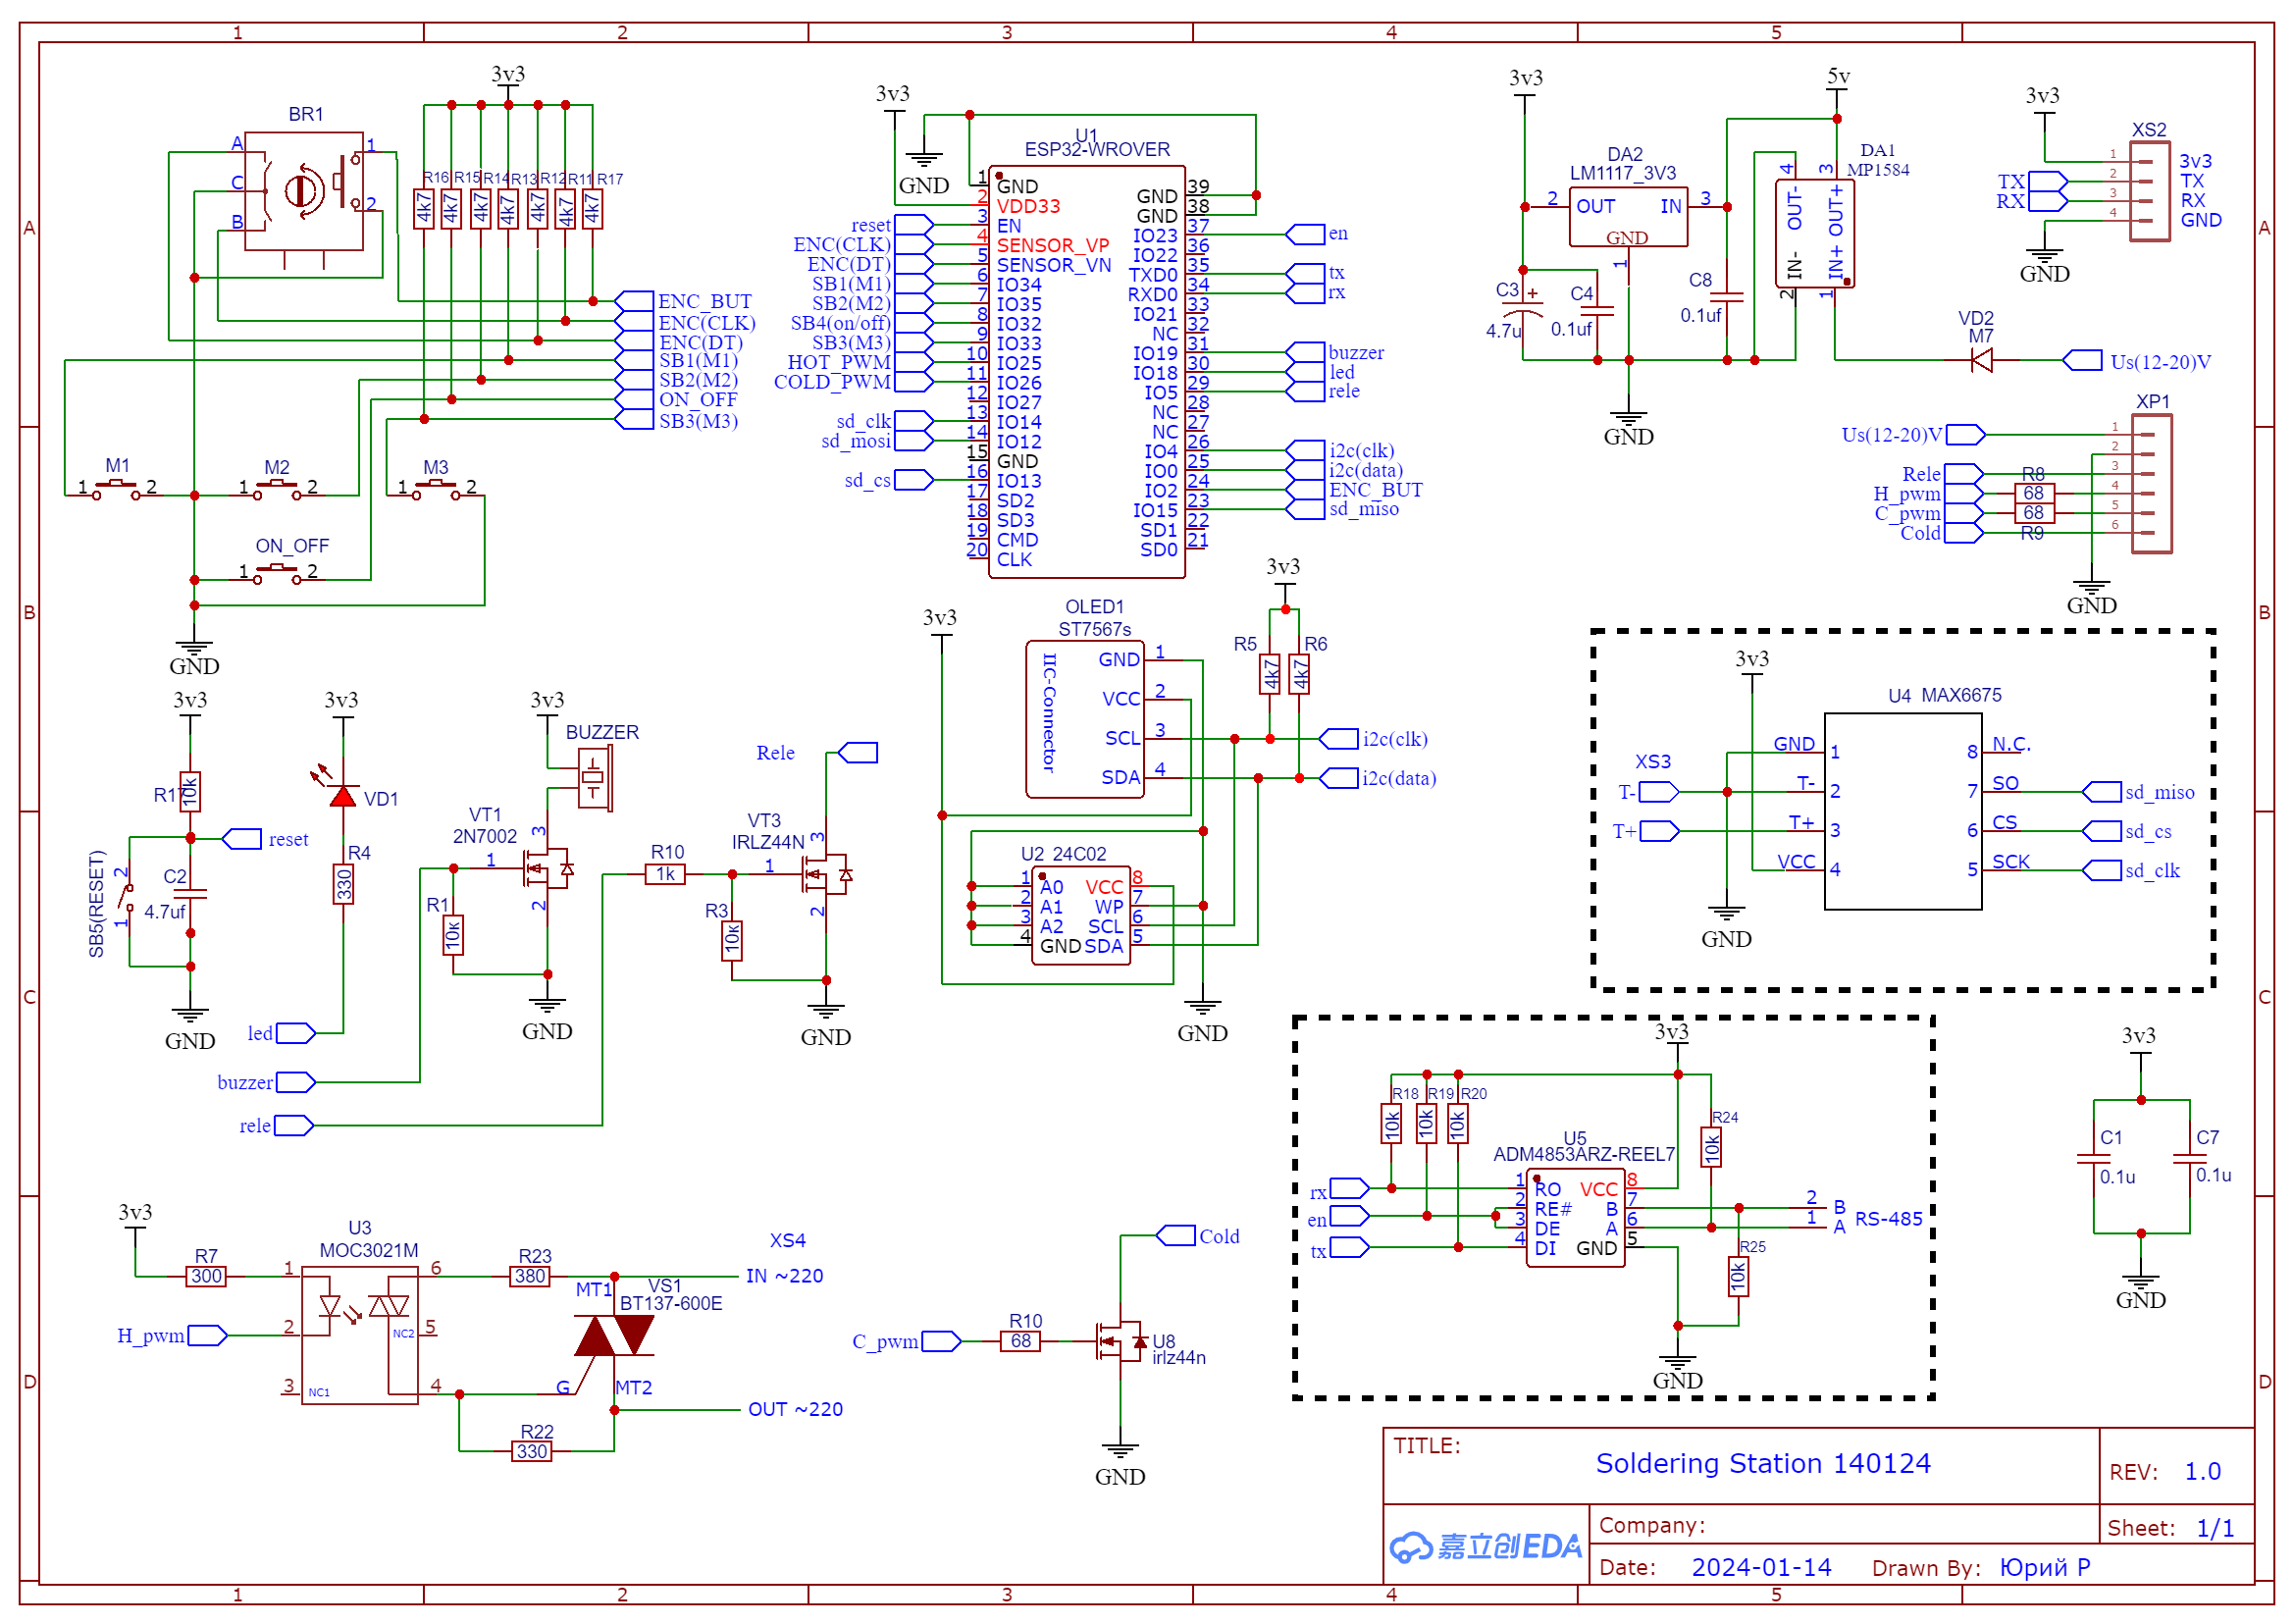 1 2 3 4 5
A
B
C
D
3v3
BR1
A
C
B
1
2
R16 R15 R14 R13 R12 R11 R17
4k7 4k7 4k7 4k7 4k7 4k7 4k7
ENC_BUT
ENC(CLK)
ENC(DT)
SB1(M1)
SB2(M2)
ON_OFF
SB3(M3)
M1
1 2
M2
1 2
M3
1 2
ON_OFF
1 2
GND
3v3
GND
U1
ESP32-WROVER
1 GND
2 VDD33
reset 3 EN
ENC(CLK) 4 SENSOR_VP
ENC(DT) 5 SENSOR_VN
SB1(M1) 6 IO34
SB2(M2) 7 IO35
SB4(on/off) 8 IO32
SB3(M3) 9 IO33
HOT_PWM 10 IO25
COLD_PWM 11 IO26
12 IO27
sd_clk 13 IO14
sd_mosi 14 IO12
15 GND
sd_cs 16 IO13
17 SD2
18 SD3
19 CMD
20 CLK
GND 39
GND 38
IO23 37 en
IO22 36
TXD0 35 tx
RXD0 34 rx
IO21 33
NC 32
IO19 31 buzzer
IO18 30 led
IO5 29 rele
NC 28
NC 27
IO4 26 i2c(clk)
IO0 25 i2c(data)
IO2 24 ENC_BUT
IO15 23 sd_miso
SD1 22
SD0 21
3v3
5v
DA2
LM1117_3V3
2 OUT IN 3
GND
1
C3
+
4.7u
C4
0.1uf
C8
0.1uf
DA1
MP1584
4 3
OUT- OUT+
IN- IN+
2 1
GND
VD2
M7
Us(12-20)V
3v3
XS2
1 3v3
TX 2 TX
RX 3 RX
4 GND
GND
XP1
Us(12-20)V 1
2
Rele 3
R8
H_pwm 68 4
C_pwm 68 5
R9
Cold 6
GND
3v3
R17
10k
reset
SB5(RESET)
2
1
C2
4.7uf
GND
3v3
VD1
R4
330
led
3v3
BUZZER
VT1
2N7002
1
3
2
R1
10к
GND
buzzer
rele
Rele
VT3
IRLZ44N
R10
1k
1
3
2
R3
10к
GND
3v3
OLED1
ST7567s
IIC-Connector
GND 1
VCC 2
SCL 3
SDA 4
3v3
R5 R6
4k7 4k7
i2c(clk)
i2c(data)
U2 24C02
1 A0 VCC 8
2 A1 WP 7
3 A2 SCL 6
4 GND SDA 5
GND
3v3
U4 MAX6675
XS3
GND 1
T- T- 2
T+ T+ 3
VCC 4
8 N.C.
7 SO sd_miso
6 CS sd_cs
5 SCK sd_clk
GND
3v3
R18 R19 R20
10k 10k 10k
R24
10k
U5
ADM4853ARZ-REEL7
rx 1 RO VCC 8
en 2 RE# B 7
3 DE A 6
tx 4 DI GND 5
2 B
1 A
RS-485
R25
10k
GND
3v3
C1
0.1u
C7
0.1u
GND
3v3
R7
300
U3
MOC3021M
1
2
3
NC1
6
5
NC2
4
H_pwm
R23
380
XS4
IN ~220
MT1
VS1
BT137-600E
G
MT2
OUT ~220
R22
330
Cold
C_pwm
R10
68
U8
irlz44n
GND
TITLE:
Soldering Station 140124
REV: 1.0
嘉立创EDA
Company:
Sheet: 1/1
Date: 2024-01-14 Drawn By: Юрий Р
1 2 3 4 5
A
B
C
D